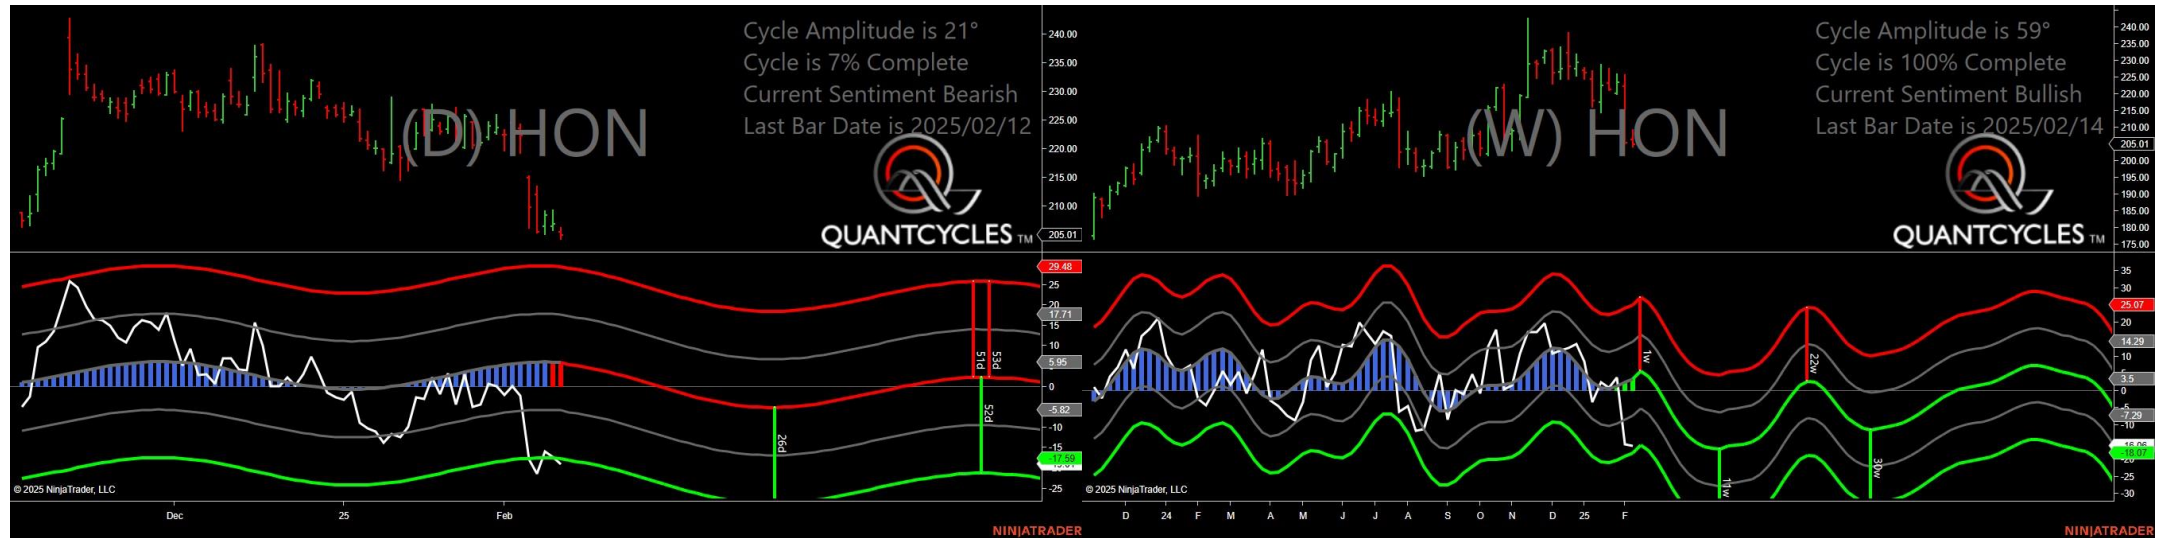 Cycle Amplitude is 21°
Cycle is 7% Complete
Current Sentiment Bearish
Last Bar Date is 2025/02/12
(D) HON
QUANTCYCLES TM
240.00
235.00
230.00
225.00
220.00
215.00
210.00
205.01
29.48
25
20
17.71
15
10
5.95
0
-5.82
-10
-15
-17.59
-25
51d
53d
52d
26d
© 2025 NinjaTrader, LLC
Dec
25
Feb
NINJATRADER
Cycle Amplitude is 59°
Cycle is 100% Complete
Current Sentiment Bullish
Last Bar Date is 2025/02/14
(W) HON
QUANTCYCLES TM
240.00
235.00
230.00
225.00
220.00
215.00
210.00
205.01
200.00
195.00
190.00
185.00
180.00
175.00
35
30
25.07
20
14.29
10
3.5
0
-7.29
-10
-18.07
-25
-30
1w
22w
11w
30w
© 2025 NinjaTrader, LLC
D 24 F M A M J J A S O N D 25 F
NINJATRADER